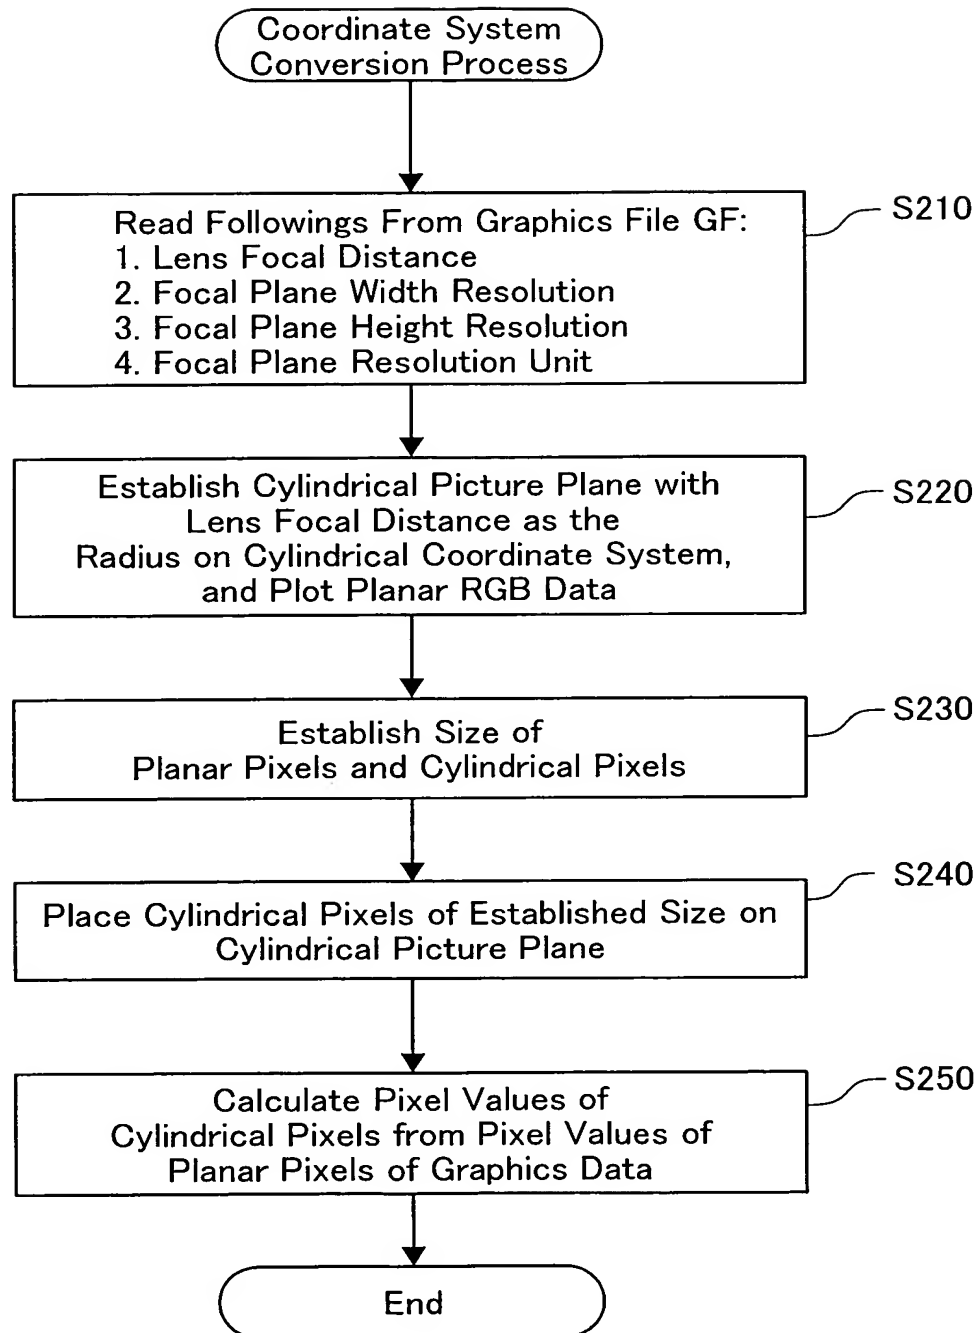 Coordinate System
Conversion Process
Read Followings From Graphics File GF:
1. Lens Focal Distance
2. Focal Plane Width Resolution
3. Focal Plane Height Resolution
4. Focal Plane Resolution Unit
S210
Establish Cylindrical Picture Plane with
Lens Focal Distance as the
Radius on Cylindrical Coordinate System,
and Plot Planar RGB Data
S220
Establish Size of
Planar Pixels and Cylindrical Pixels
S230
Place Cylindrical Pixels of Established Size on
Cylindrical Picture Plane
S240
Calculate Pixel Values of
Cylindrical Pixels from Pixel Values of
Planar Pixels of Graphics Data
S250
End